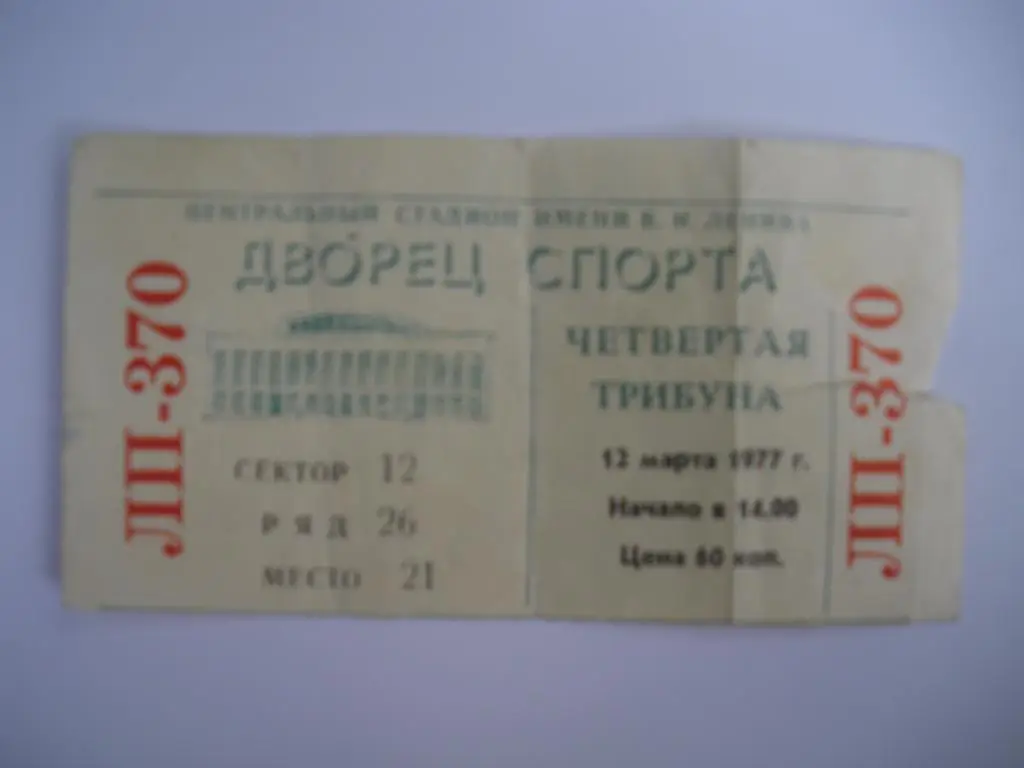 ЦЕНТРАЛЬНЫЙ СТАДИОН ИМЕНИ В. И. ЛЕНИНА
ДВОРЕЦ СПОРТА
ЛП-370
СЕКТОР 12
РЯД 26
МЕСТО 21
ЧЕТВЕРТАЯ
ТРИБУНА
12 марта 1977 г.
Начало в 14.00
Цена 60 коп.
ЛП-370